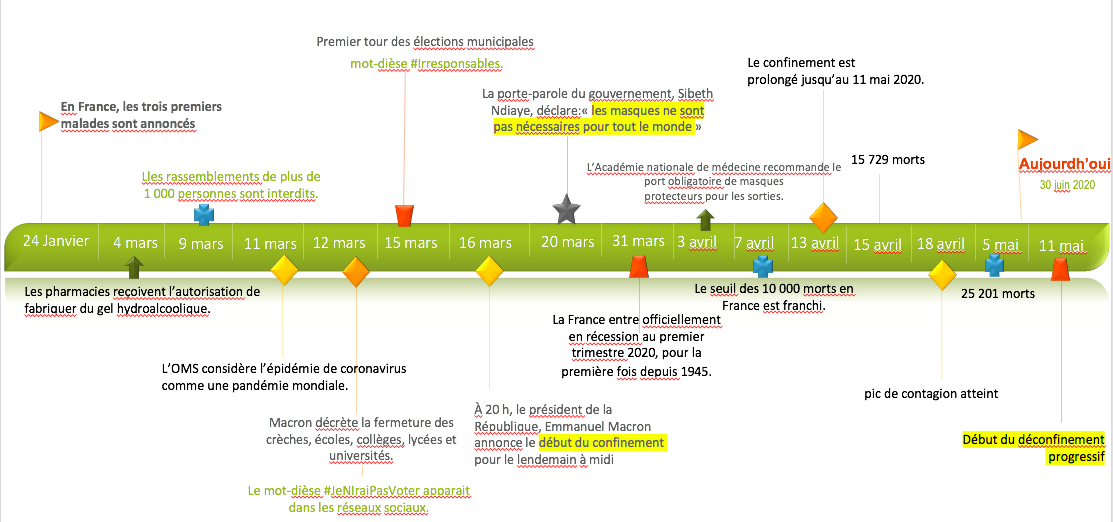 Premier tour des élections municipales
mot-dièse #Irresponsables.
Le confinement est
prolongé jusqu'au 11 mai 2020.
En France, les trois premiers
malades sont annoncés
La porte-parole du gouvernement, Sibeth
Ndiaye, déclare:« les masques ne sont
pas nécessaires pour tout le monde »
Lles rassemblements de plus de
1 000 personnes sont interdits.
L'Académie nationale de médecine recommande le
port obligatoire de masques
protecteurs pour les sorties.
15 729 morts
Aujourdh'oui
30 juin 2020
24 Janvier
4 mars
9 mars
11 mars
12 mars
15 mars
16 mars
20 mars
31 mars
3 avril
7 avril
13 avril
15 avril
18 avril
5 mai
11 mai
Les pharmacies reçoivent l'autorisation de
fabriquer du gel hydroalcoolique.
Le seuil des 10 000 morts en
France est franchi.
25 201 morts
La France entre officiellement
en récession au premier
trimestre 2020, pour la
première fois depuis 1945.
L'OMS considère l'épidémie de coronavirus
comme une pandémie mondiale.
pic de contagion atteint
Macron décrète la fermeture des
crèches, écoles, collèges, lycées et
universités.
À 20 h, le président de la
République, Emmanuel Macron
annonce le début du confinement
pour le lendemain à midi
Début du déconfinement
progressif
Le mot-dièse #JeNIraiPasVoter apparait
dans les réseaux sociaux.